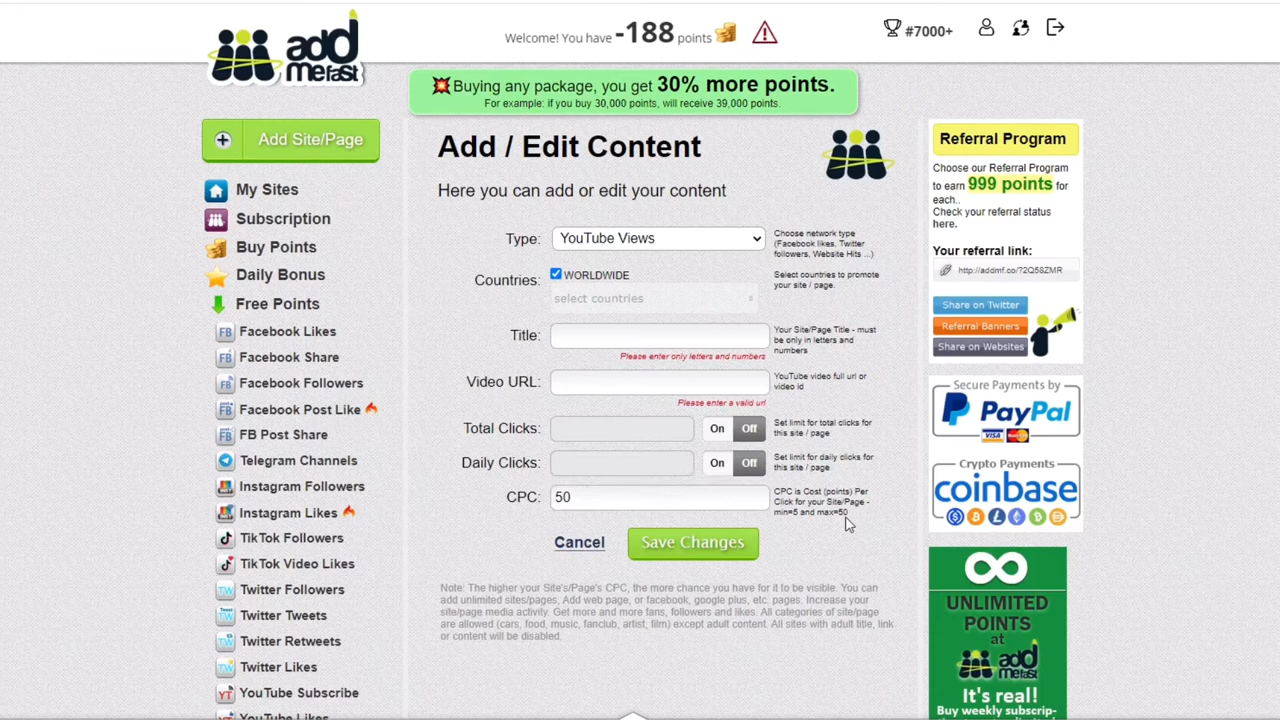 add
me fast
Welcome! You have -188 points
#7000+
Buying any package, you get 30% more points.
For example: if you buy 30,000 points, will receive 39,000 points.
Add Site/Page
My Sites
Subscription
Buy Points
Daily Bonus
Free Points
FB Facebook Likes
FB Facebook Share
FB Facebook Followers
FB Facebook Post Like
FB FB Post Share
Telegram Channels
Instagram Followers
Instagram Likes
TikTok Followers
TikTok Video Likes
TW Twitter Followers
Tweet Twitter Tweets
TW Twitter Retweets
TW Twitter Likes
YT YouTube Subscribe
YouTube Likes
Add / Edit Content
Here you can add or edit your content
Type: YouTube Views
Choose network type
(Facebook likes, Twitter
followers, Website Hits ...)
Countries: WORLDWIDE
select countries
Select countries to promote
your site / page.
Title:
Please enter only letters and numbers
Your Site/Page Title - must
be only in letters and
numbers
Video URL:
Please enter a valid url
YouTube video full url or
video id
Total Clicks: On Off
Set limit for total clicks for
this site / page
Daily Clicks: On Off
Set limit for daily clicks for
this site / page
CPC: 50
CPC is Cost (points) Per
Click for your Site/Page -
min=5 and max=50
Cancel Save Changes
Note: The higher your Site's/Page's CPC, the more chance you have for it to be visible. You can
add unlimited sites/pages, Add web page, or facebook, google plus, etc. pages. Increase your
site/page media activity. Get more and more fans, followers and likes. All categories of site/page
are allowed (cars, food, music, fanclub, artist, film) except adult content. All sites with adult title, link
or content will be disabled.
Referral Program
Choose our Referral Program
to earn 999 points for
each..
Check your referral status
here.
Your referral link:
http://addmf.co/?2Q58ZMR
Share on Twitter
Referral Banners
Share on Websites
Secure Payments by
PayPal
VISA
Crypto Payments
coinbase
UNLIMITED
POINTS
at
add
me fast
It's real!
Buy weekly subscrip-